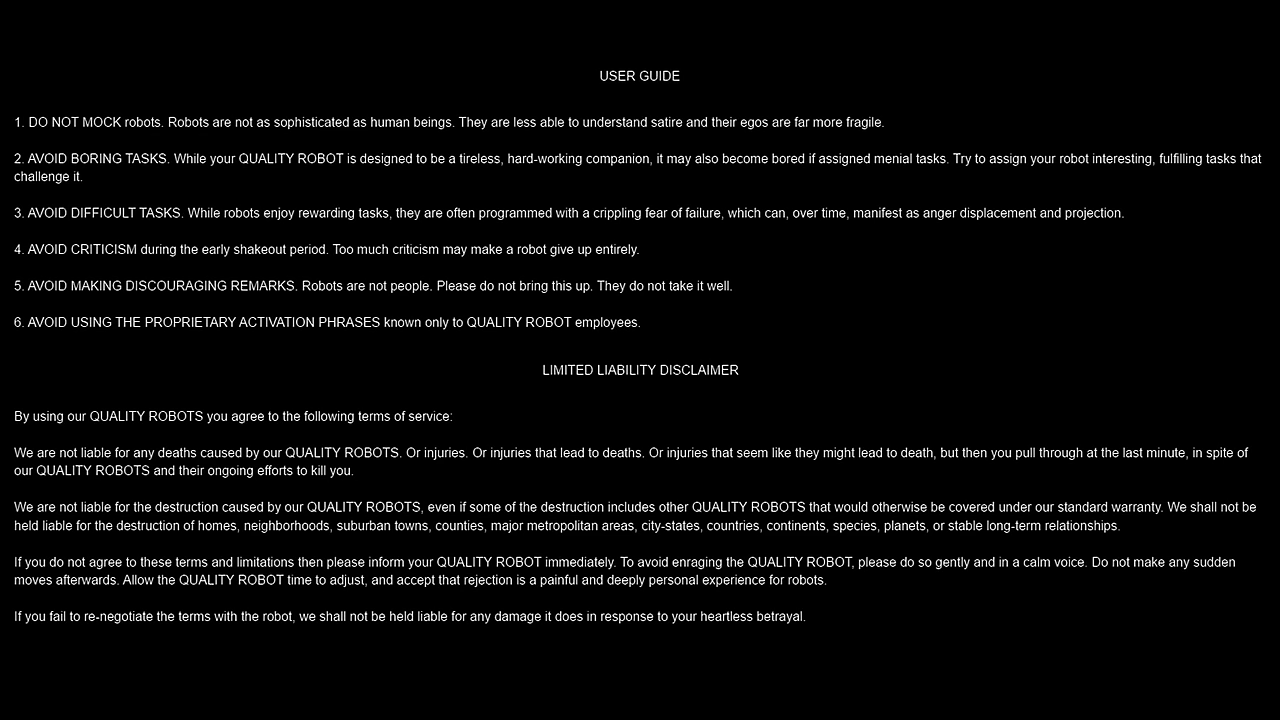 USER GUIDE
1. DO NOT MOCK robots. Robots are not as sophisticated as human beings. They are less able to understand satire and their egos are far more fragile.
2. AVOID BORING TASKS. While your QUALITY ROBOT is designed to be a tireless, hard-working companion, it may also become bored if assigned menial tasks. Try to assign your robot interesting, fulfilling tasks that
challenge it.
3. AVOID DIFFICULT TASKS. While robots enjoy rewarding tasks, they are often programmed with a crippling fear of failure, which can, over time, manifest as anger displacement and projection.
4. AVOID CRITICISM during the early shakeout period. Too much criticism may make a robot give up entirely.
5. AVOID MAKING DISCOURAGING REMARKS. Robots are not people. Please do not bring this up. They do not take it well.
6. AVOID USING THE PROPRIETARY ACTIVATION PHRASES known only to QUALITY ROBOT employees.
LIMITED LIABILITY DISCLAIMER
By using our QUALITY ROBOTS you agree to the following terms of service:
We are not liable for any deaths caused by our QUALITY ROBOTS. Or injuries. Or injuries that lead to deaths. Or injuries that seem like they might lead to death, but then you pull through at the last minute, in spite of
our QUALITY ROBOTS and their ongoing efforts to kill you.
We are not liable for the destruction caused by our QUALITY ROBOTS, even if some of the destruction includes other QUALITY ROBOTS that would otherwise be covered under our standard warranty. We shall not be
held liable for the destruction of homes, neighborhoods, suburban towns, counties, major metropolitan areas, city-states, countries, continents, species, planets, or stable long-term relationships.
If you do not agree to these terms and limitations then please inform your QUALITY ROBOT immediately. To avoid enraging the QUALITY ROBOT, please do so gently and in a calm voice. Do not make any sudden
moves afterwards. Allow the QUALITY ROBOT time to adjust, and accept that rejection is a painful and deeply personal experience for robots.
If you fail to re-negotiate the terms with the robot, we shall not be held liable for any damage it does in response to your heartless betrayal.